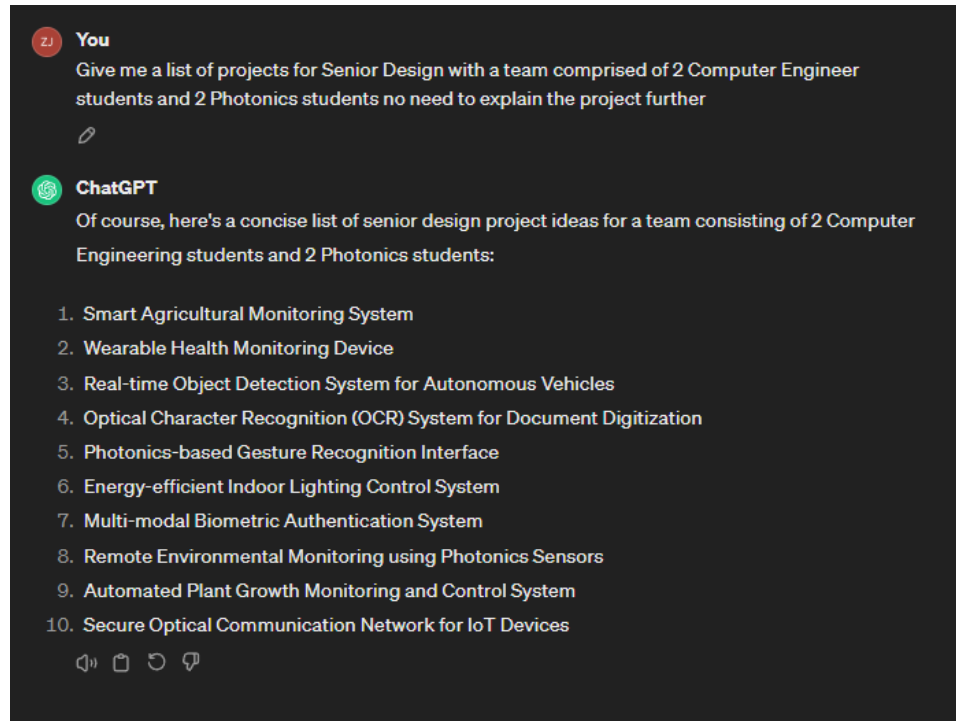 ZJ
You
Give me a list of projects for Senior Design with a team comprised of 2 Computer Engineer
students and 2 Photonics students no need to explain the project further
ChatGPT
Of course, here's a concise list of senior design project ideas for a team consisting of 2 Computer
Engineering students and 2 Photonics students:
1. Smart Agricultural Monitoring System
2. Wearable Health Monitoring Device
3. Real-time Object Detection System for Autonomous Vehicles
4. Optical Character Recognition (OCR) System for Document Digitization
5. Photonics-based Gesture Recognition Interface
6. Energy-efficient Indoor Lighting Control System
7. Multi-modal Biometric Authentication System
8. Remote Environmental Monitoring using Photonics Sensors
9. Automated Plant Growth Monitoring and Control System
10. Secure Optical Communication Network for IoT Devices